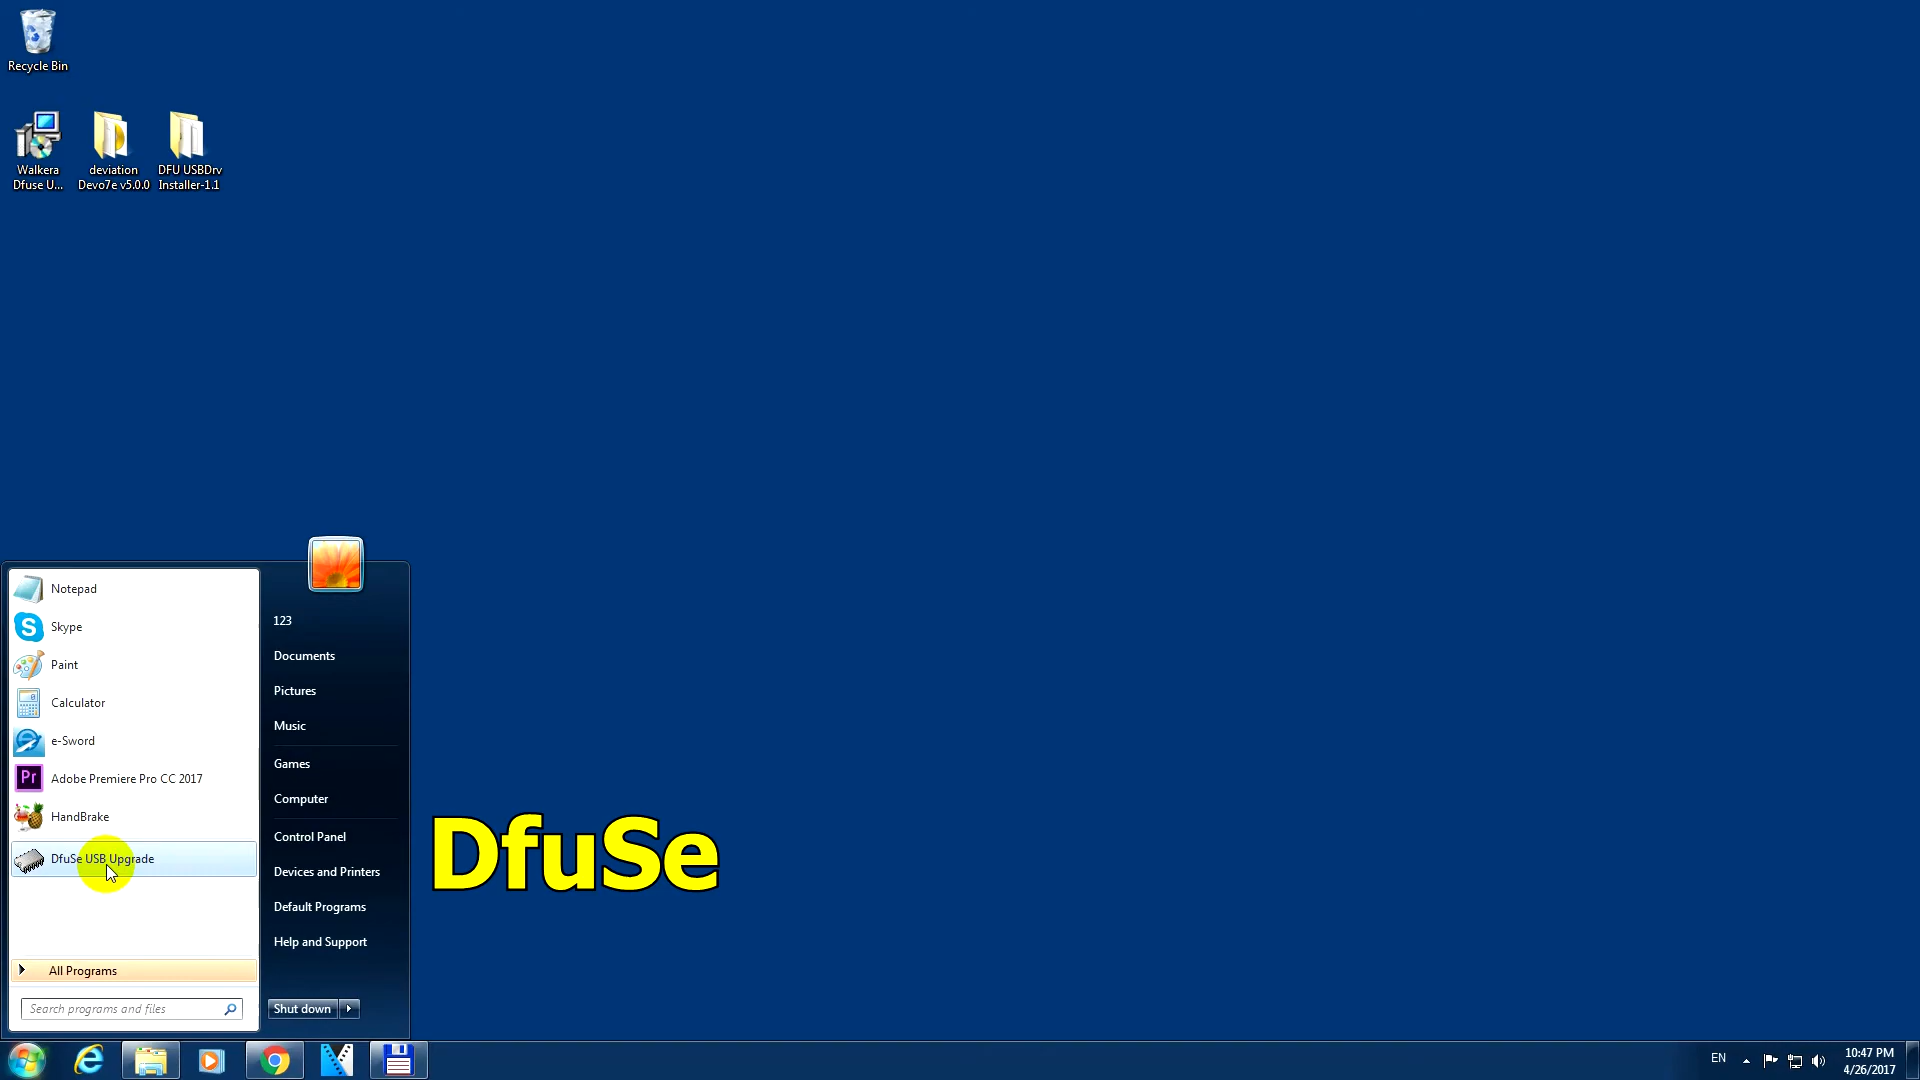 Recycle Bin
Walkera
Dfuse U...
deviation
Devo7e v5.0.0
DFU USBDrv
Installer-1.1
Notepad
Skype
Paint
Calculator
e-Sword
Pr
Adobe Premiere Pro CC 2017
HandBrake
DfuSe USB Upgrade
All Programs
Search programs and files
123
Documents
Pictures
Music
Games
Computer
Control Panel
Devices and Printers
Default Programs
Help and Support
Shut down
DfuSe
EN
10:47 PM
4/26/2017